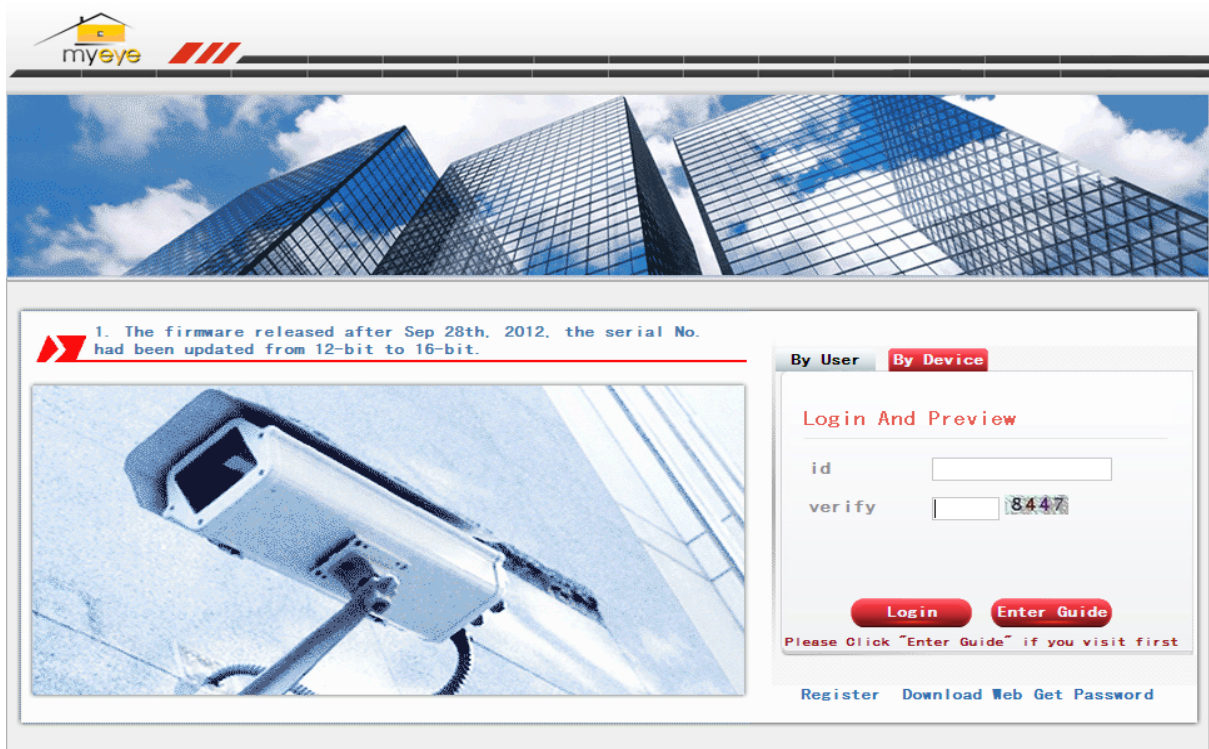 myeye
1. The firmware released after Sep 28th, 2012, the serial No.
had been updated from 12-bit to 16-bit.
By User By Device
Login And Preview
id
verify 8447
Login Enter Guide
Please Click "Enter Guide" if you visit first
Register Download Web Get Password